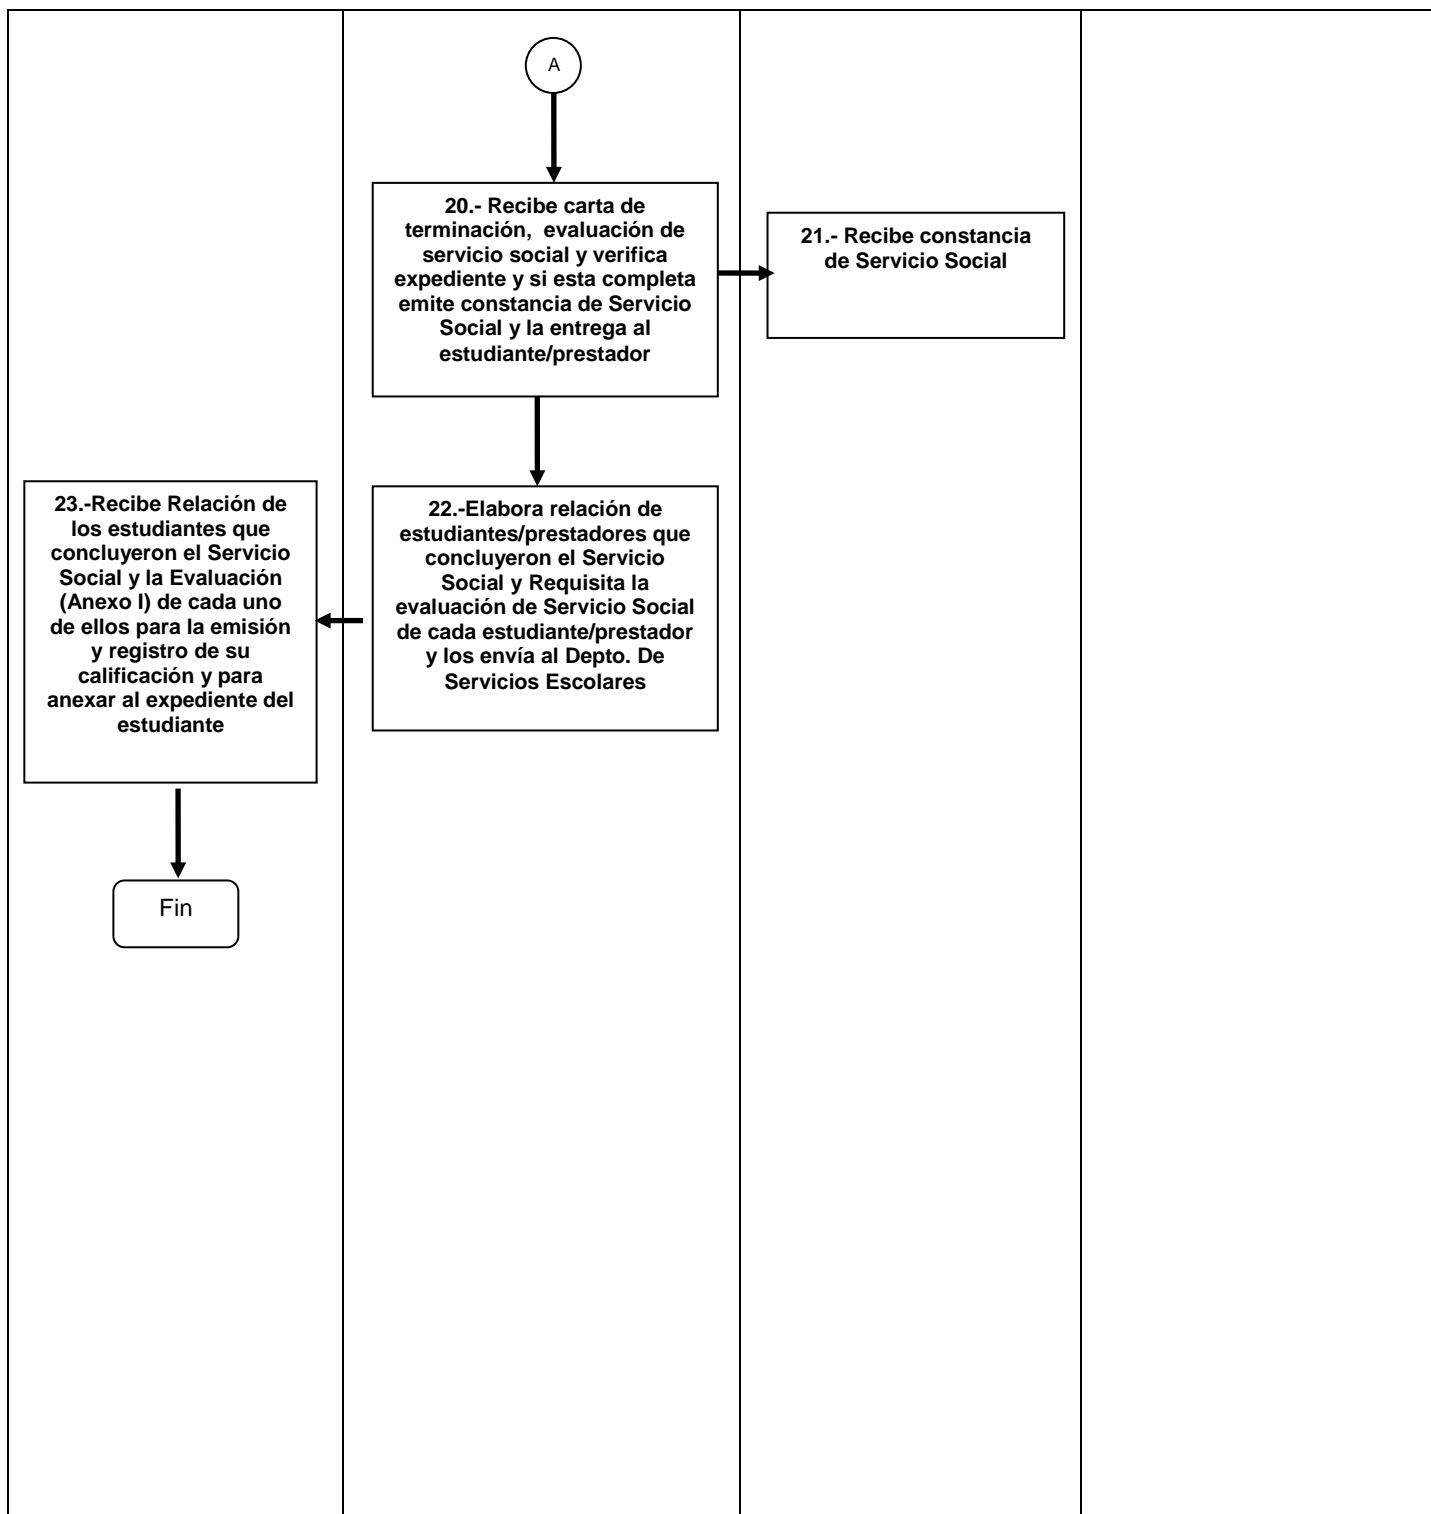 A
20.- Recibe carta de
terminación,  evaluación de
servicio social y verifica
expediente y si esta completa
emite constancia de Servicio
Social y la entrega al
estudiante/prestador
21.- Recibe constancia
de Servicio Social
22.-Elabora relación de
estudiantes/prestadores que
concluyeron el Servicio
Social y Requisita la
evaluación de Servicio Social
de cada estudiante/prestador
y los envía al Depto. De
Servicios Escolares
23.-Recibe Relación de
los estudiantes que
concluyeron el Servicio
Social y la Evaluación
(Anexo I) de cada uno
de ellos para la emisión
y registro de su
calificación y para
anexar al expediente del
estudiante
Fin